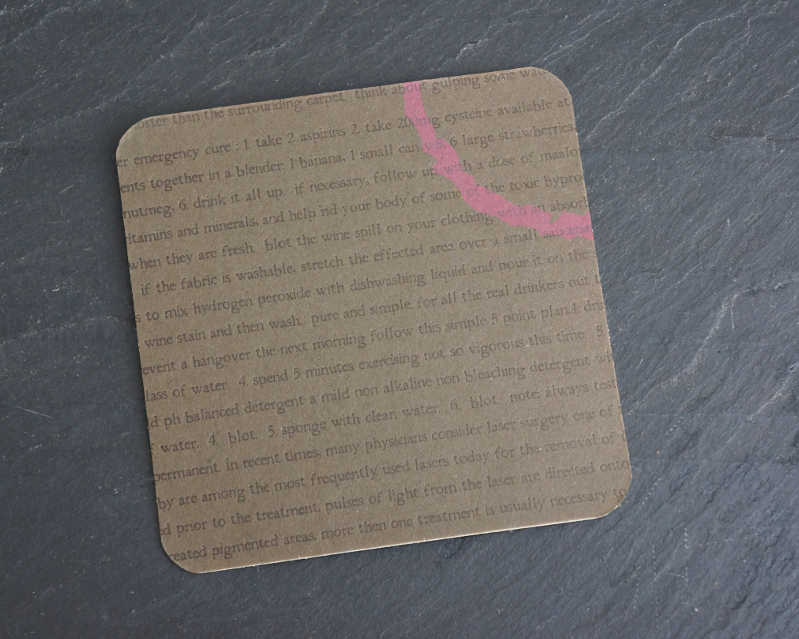 orter than the surrounding carpet, think about gulping some wat
er emergency cure : 1. take 2 aspirins 2. take 200mg cysteine available at
ents together in a blender. 1 banana, 1 small can 6 large strawberries,
nutmeg, 6. drink it all up. if necessary, follow up with a dose of maalo
itamins and minerals, and help rid your body of some of the toxic bypro
when they are fresh. blot the wine spill on your clothing with an absor
if the fabric is washable, stretch the effected area over a small
s to mix hydrogen peroxide with dishwashing liquid and pour it on the
wine stain and then wash. pure and simple. for all the real drinkers out t
event a hangover the next morning follow this simple 5 point plan.1. drin
lass of water. 4. spend 5 minutes exercising not so vigorous this time. 5.
d ph balanced detergent a mild non alkaline non bleaching detergent wi
water. 4. blot. 5. sponge with clean water. 6. blot. note: always test
permanent. in recent times, many physicians consider laser surgery one of
by are among the most frequently used lasers today for the removal of
d prior to the treatment, pulses of light from the laser are directed onto
reated pigmented areas, more then one treatment is usually necessary to